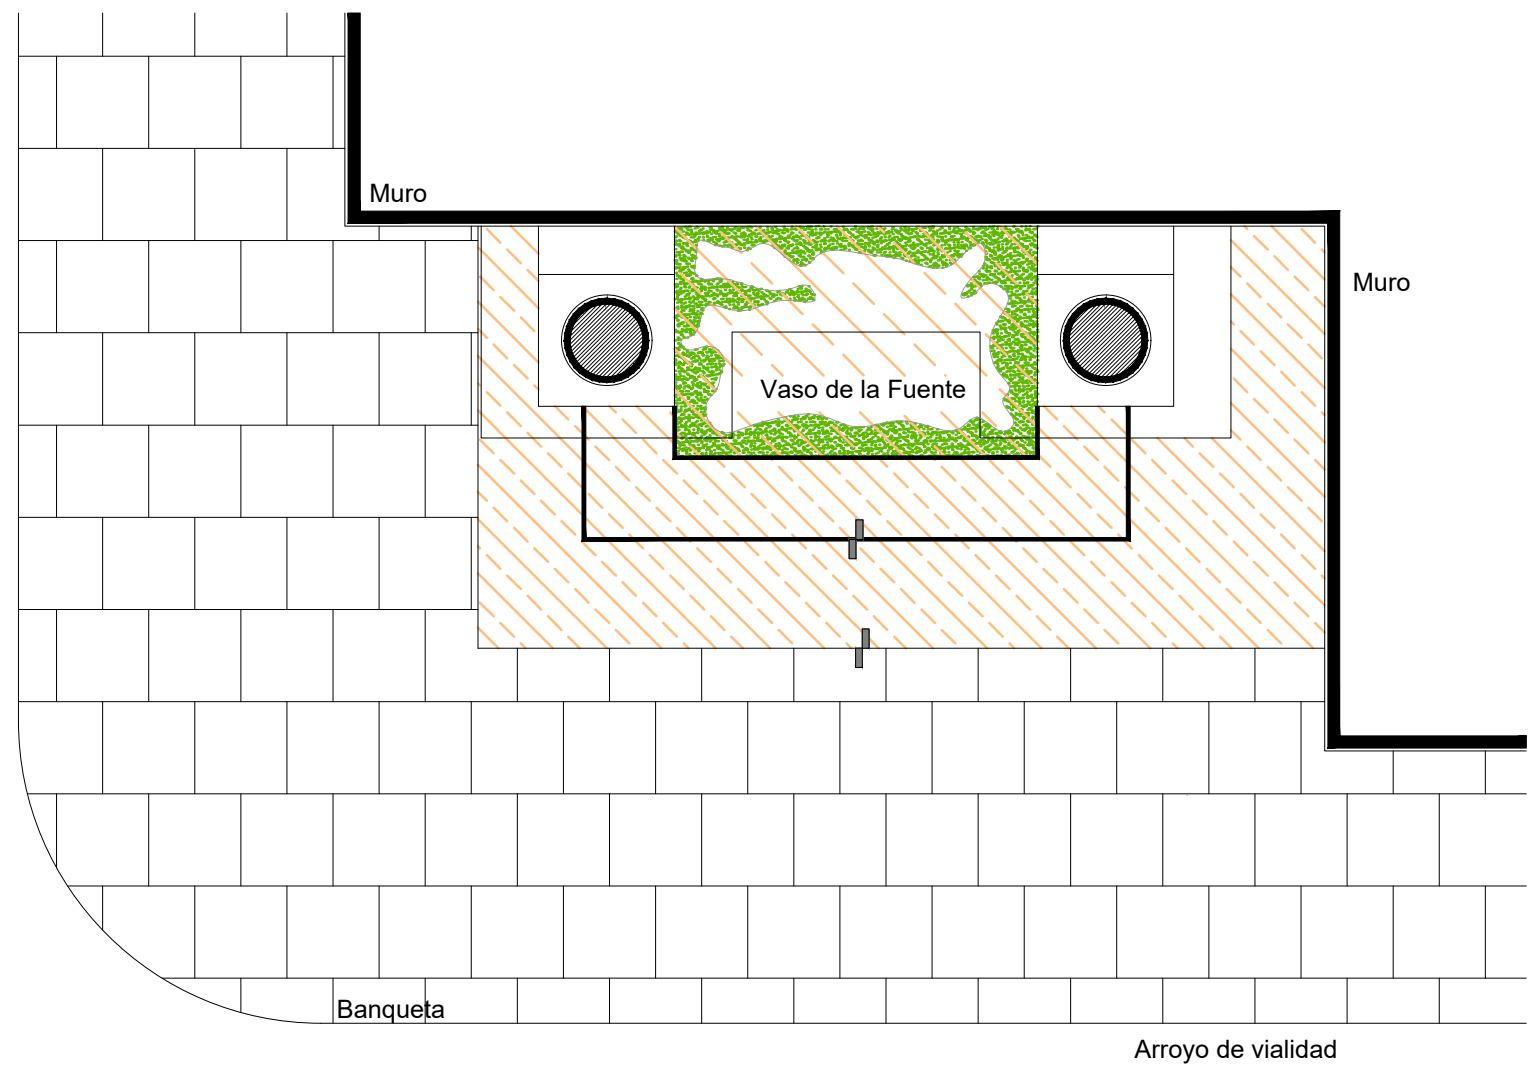 Muro
Muro
Vaso de la Fuente
Banqueta
Arroyo de vialidad